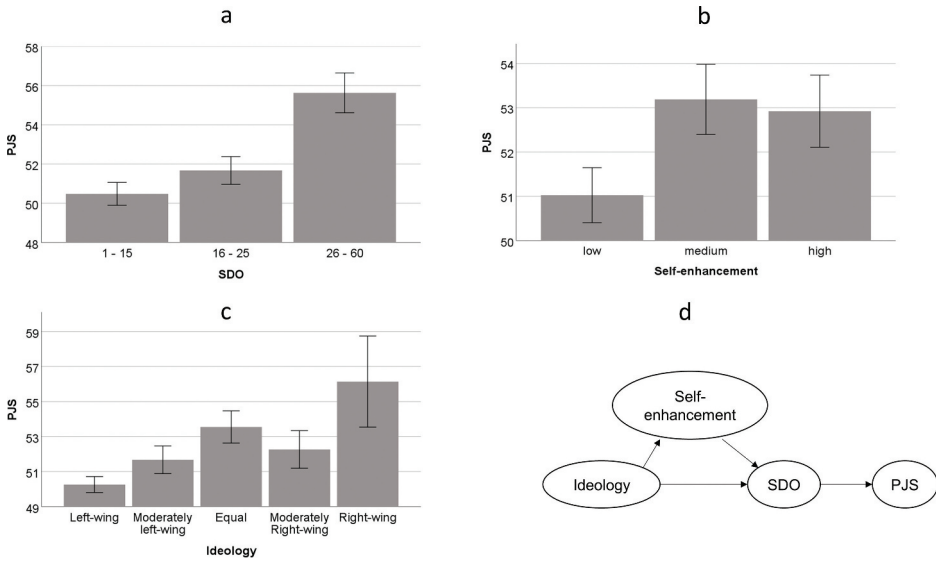 a
58
56
54
52
50
48
PJS
1 - 15
16 - 25
26 - 60
SDO
b
54
53
52
51
50
PJS
low
medium
high
Self-enhancement
c
59
57
55
53
51
49
PJS
Left-wing
Moderately
left-wing
Equal
Moderately
Right-wing
Right-wing
Ideology
d
Self-
enhancement
Ideology
SDO
PJS